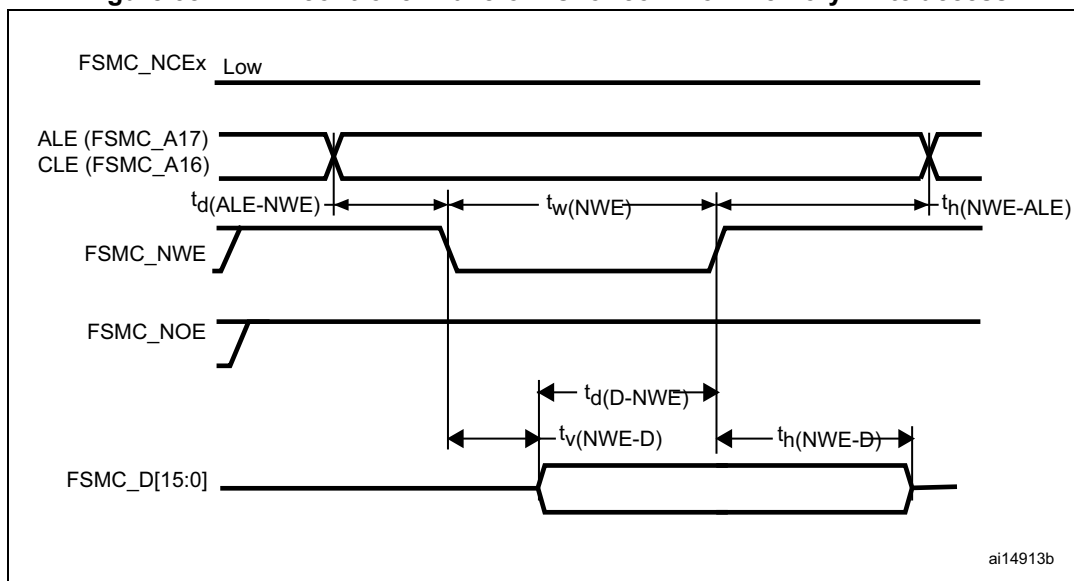 FSMC_NCEx
Low
ALE (FSMC_A17)
CLE (FSMC_A16)
td(ALE-NWE)
tw(NWE)
th(NWE-ALE)
FSMC_NWE
FSMC_NOE
td(D-NWE)
tv(NWE-D)
th(NWE-D)
FSMC_D[15:0]
ai14913b